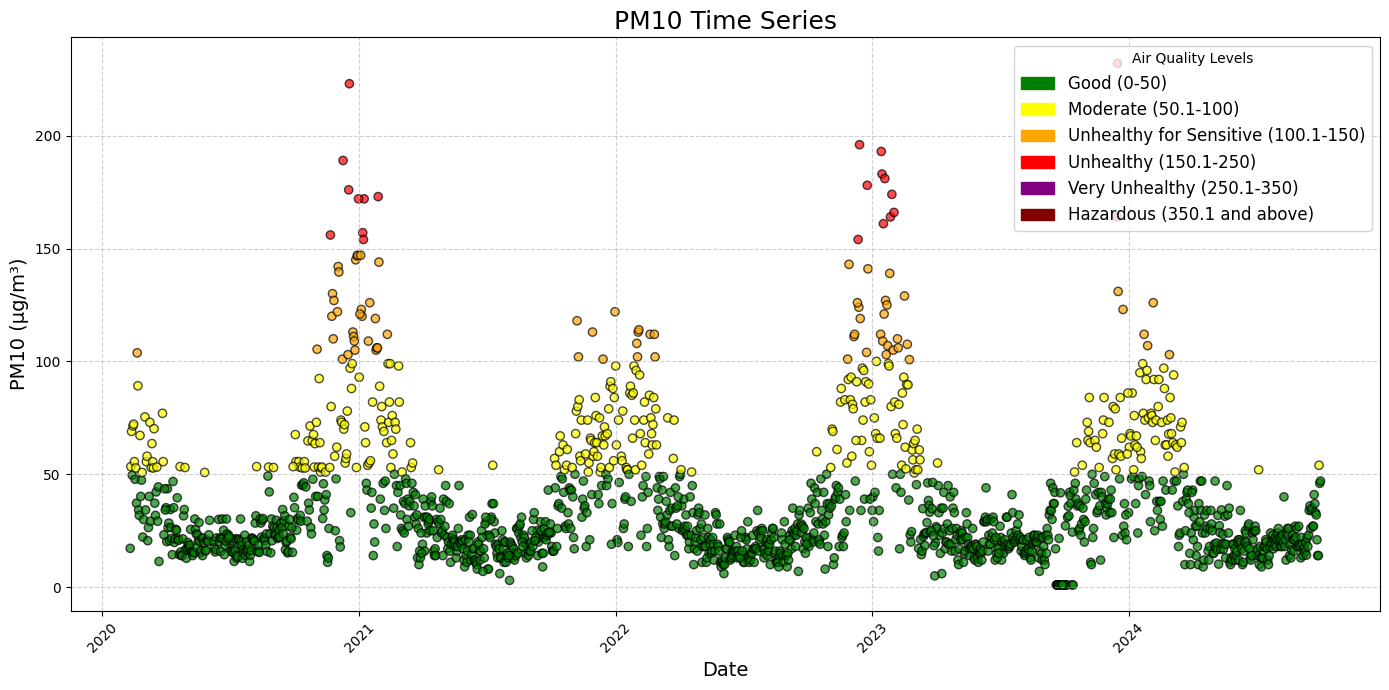 PM10 Time Series
Air Quality Levels
Good (0-50)
Moderate (50.1-100)
Unhealthy for Sensitive (100.1-150)
Unhealthy (150.1-250)
Very Unhealthy (250.1-350)
Hazardous (350.1 and above)
PM10 (µg/m³)
200
150
100
50
0
2020
2021
2022
2023
2024
Date